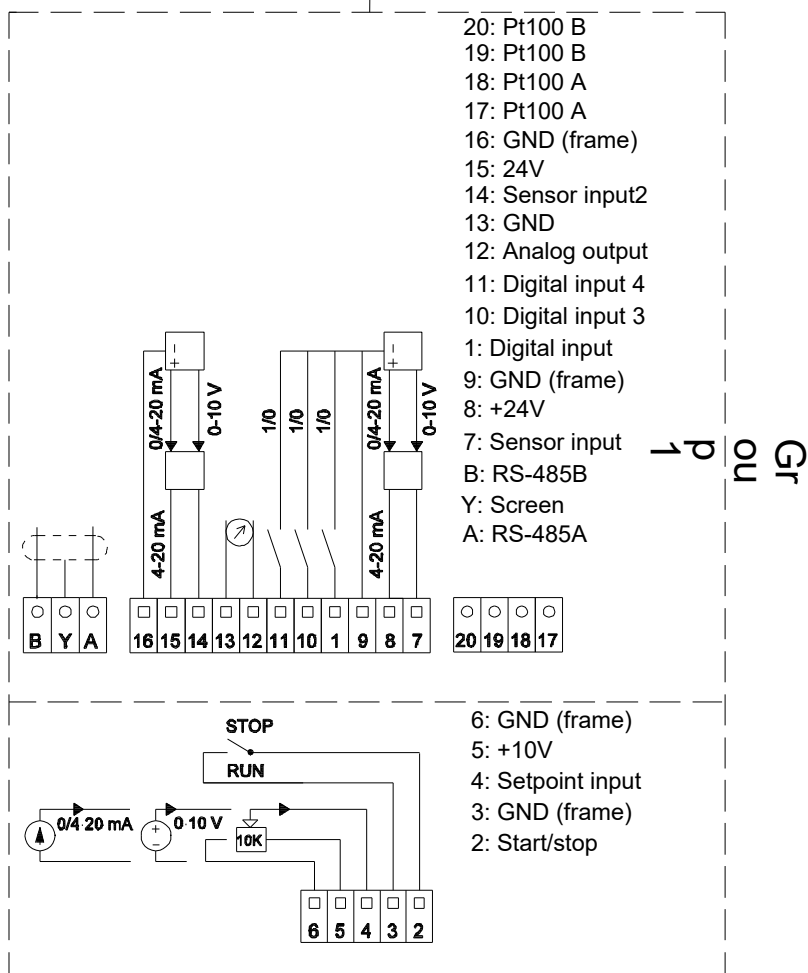 20: Pt100 B
19: Pt100 B
18: Pt100 A
17: Pt100 A
16: GND (frame)
15: 24V
14: Sensor input2
13: GND
12: Analog output
11: Digital input 4
10: Digital input 3
1: Digital input
9: GND (frame)
8: +24V
7: Sensor input
B: RS-485B
Y: Screen
A: RS-485A
Gr
ou
p
1
- +
0/4-20 mA
0-10 V
4-20 mA
1/0
1/0
1/0
- +
0/4-20 mA
0-10 V
4-20 mA
B Y A
16 15 14 13 12 11 10 1 9 8 7
20 19 18 17
STOP
RUN
0/4-20 mA
+ -
0-10 V
10K
6 5 4 3 2
6: GND (frame)
5: +10V
4: Setpoint input
3: GND (frame)
2: Start/stop